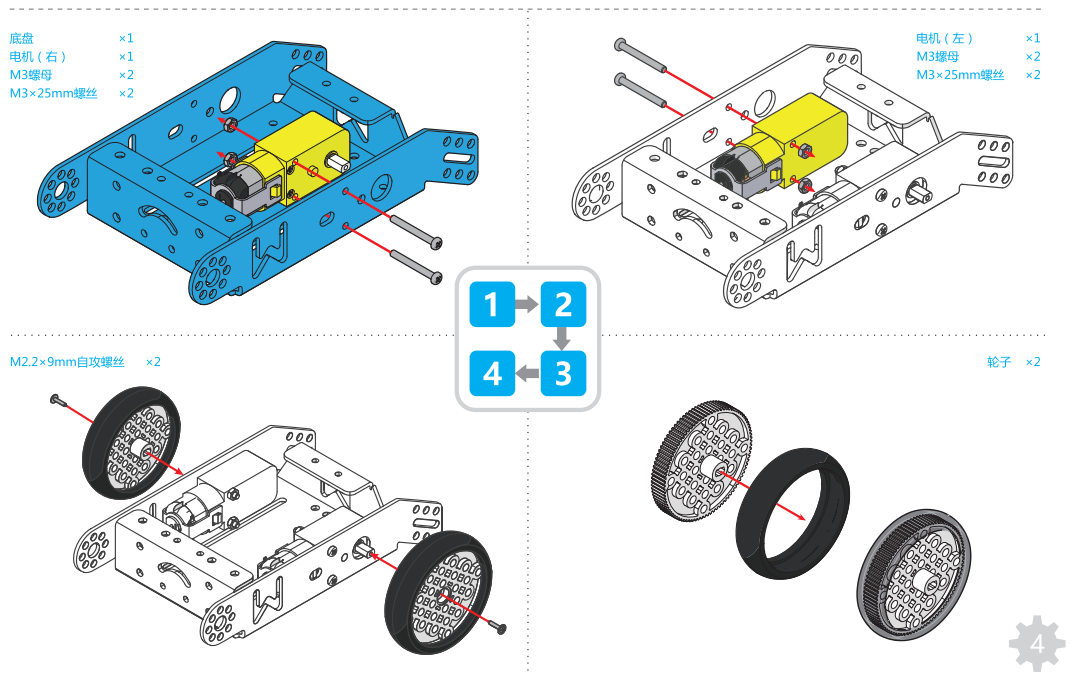 底盘 ×1
电机（右） ×1
M3螺母 ×2
M3×25mm螺丝 ×2
电机（左） ×1
M3螺母 ×2
M3×25mm螺丝 ×2
1 2
4 3
M2.2×9mm自攻螺丝 ×2
轮子 ×2
4